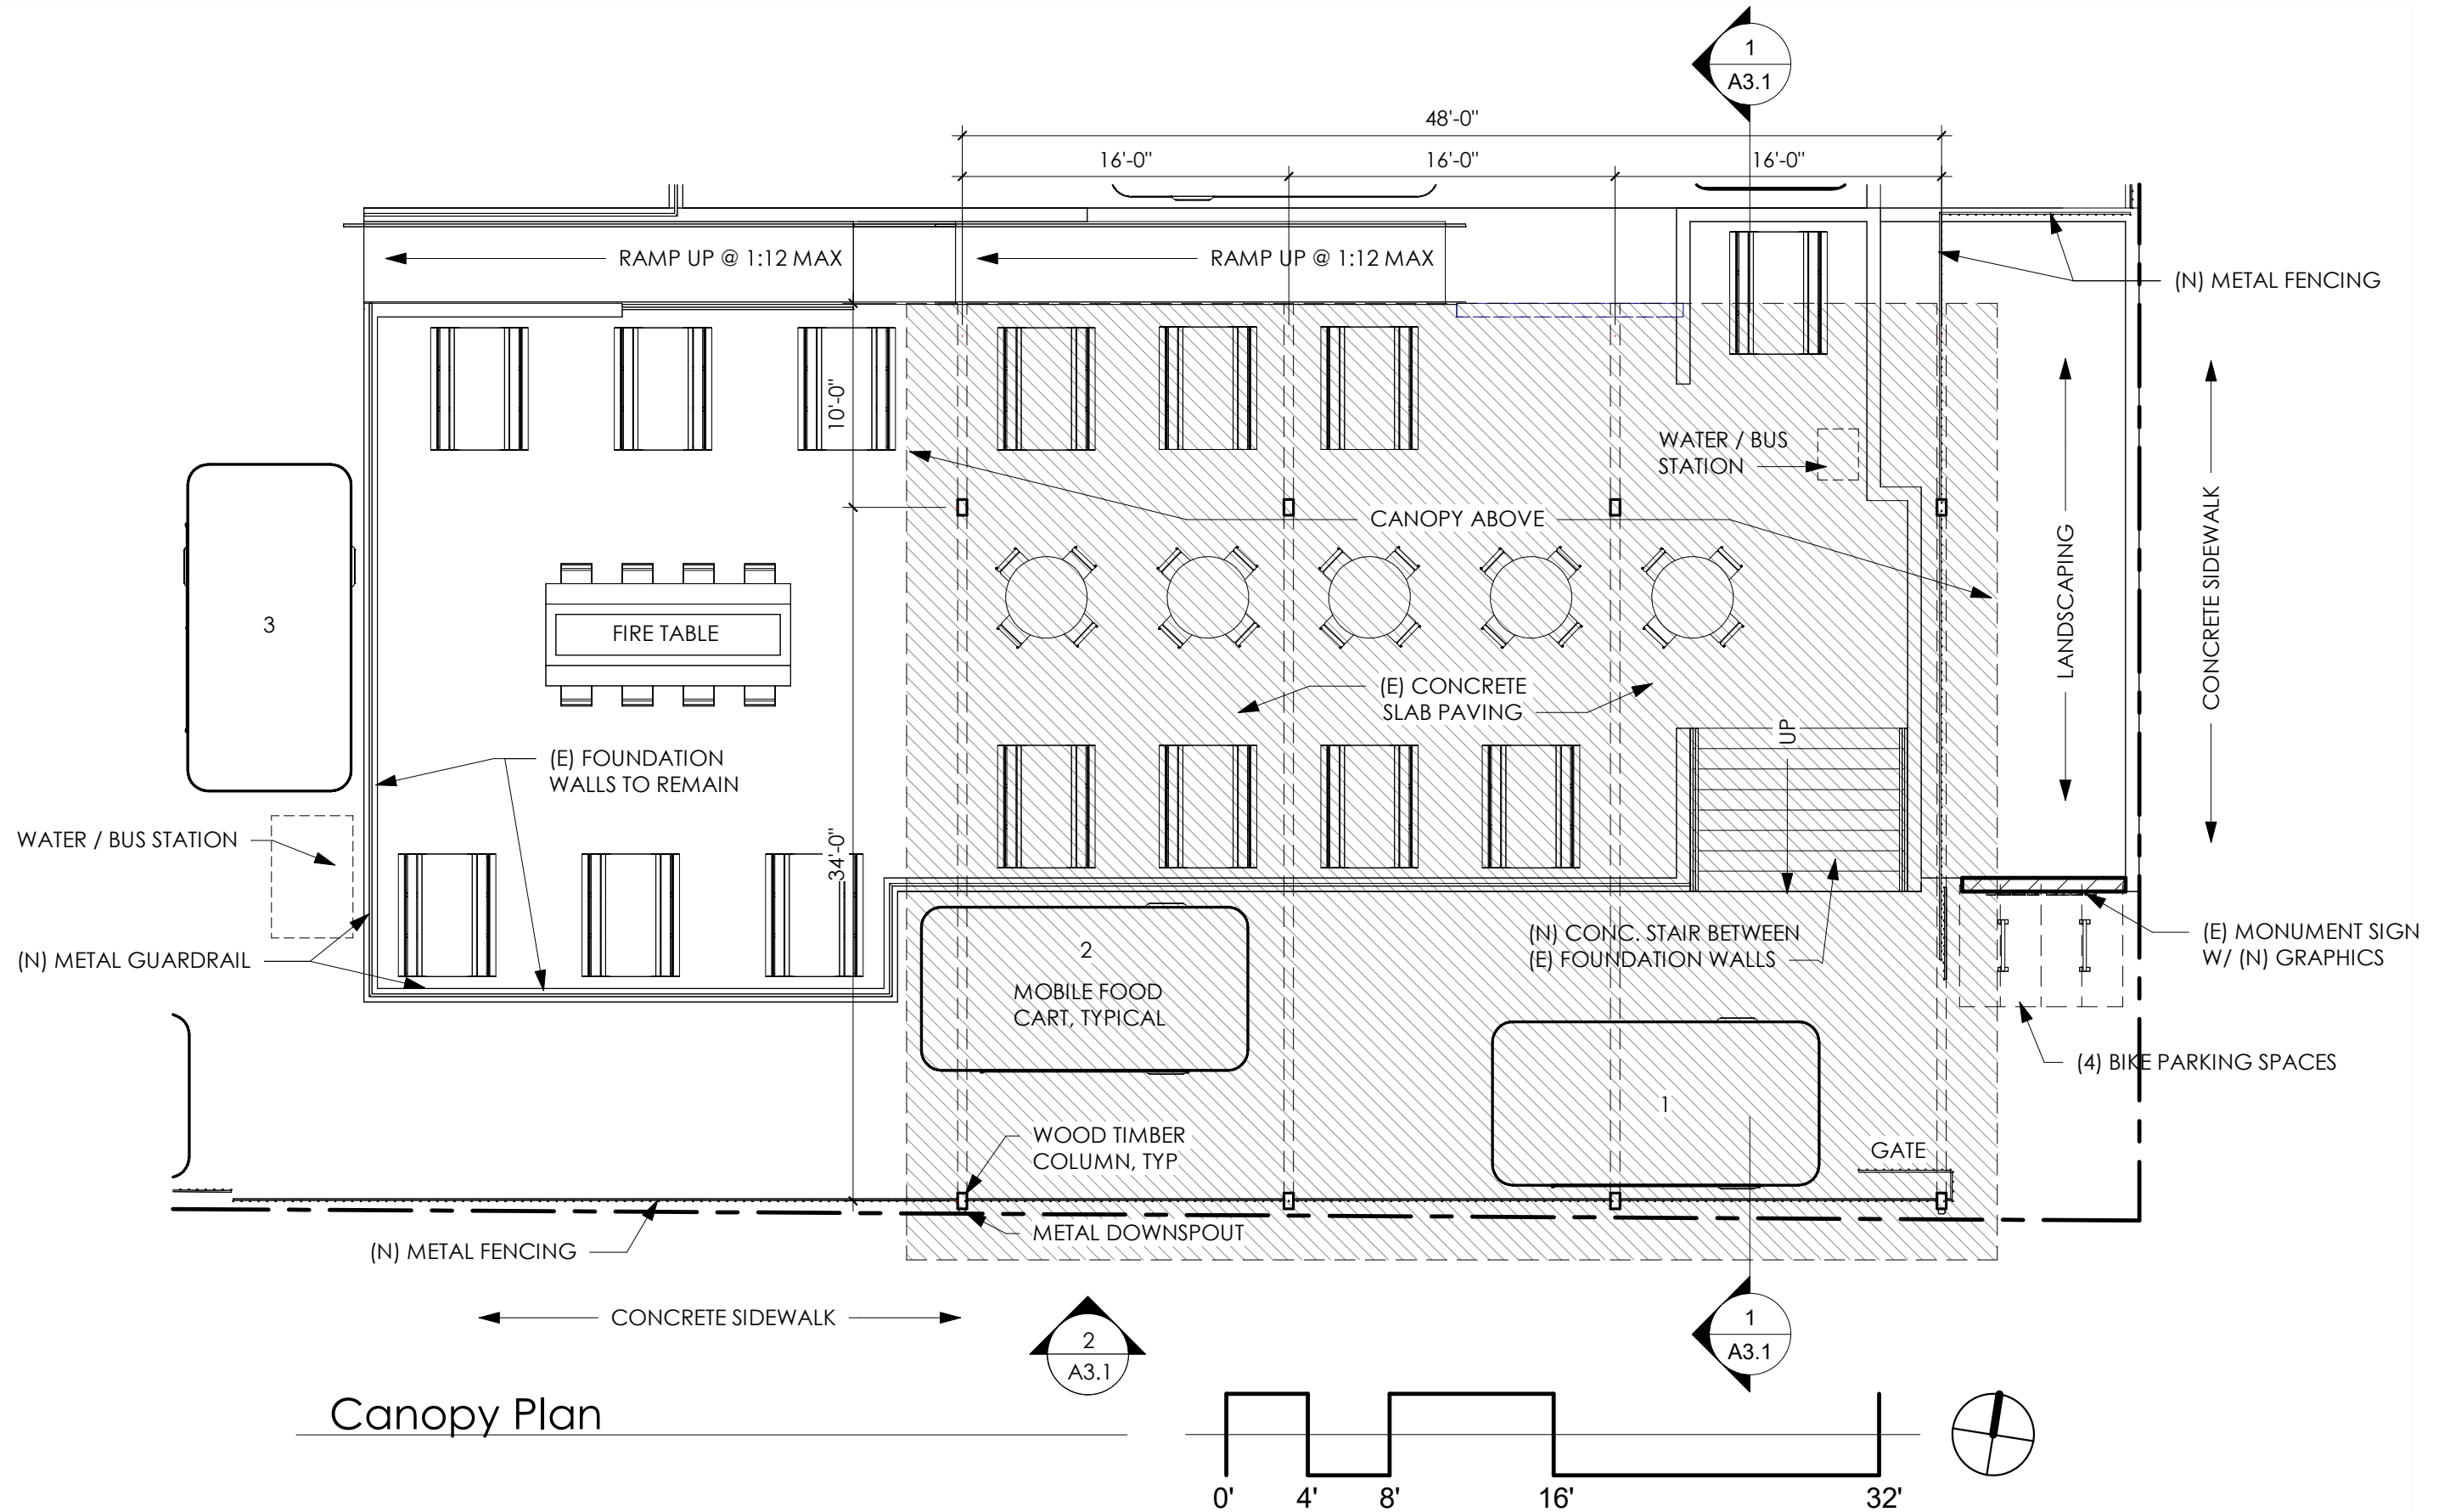 1
A3.1
48'-0"
16'-0"
16'-0"
16'-0"
RAMP UP @ 1:12 MAX
RAMP UP @ 1:12 MAX
(N) METAL FENCING
10'-0"
WATER / BUS
STATION
CANOPY ABOVE
LANDSCAPING
CONCRETE SIDEWALK
3
FIRE TABLE
(E) CONCRETE
SLAB PAVING
UP
(E) FOUNDATION
WALLS TO REMAIN
WATER / BUS STATION
34'-0"
(N) METAL GUARDRAIL
2
MOBILE FOOD
CART, TYPICAL
(N) CONC. STAIR BETWEEN
(E) FOUNDATION WALLS
(E) MONUMENT SIGN
W/ (N) GRAPHICS
(4) BIKE PARKING SPACES
1
WOOD TIMBER
COLUMN, TYP
GATE
METAL DOWNSPOUT
(N) METAL FENCING
CONCRETE SIDEWALK
2
A3.1
1
A3.1
Canopy Plan
0' 4' 8' 16' 32'